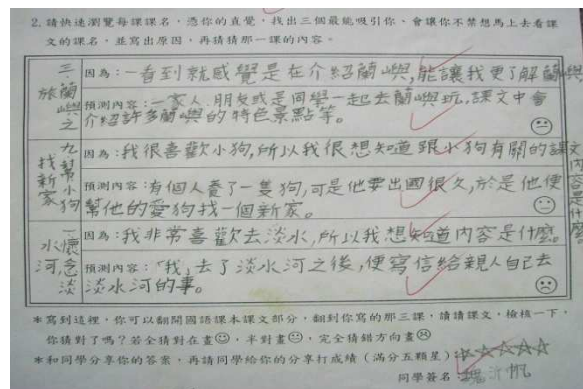 2. 請快速瀏覽每課課名,憑你的直覺,找出三個最能吸引你、會讓你不禁想馬上去看課
文的課名,並寫出原因,再猜猜那一課的內容。
三、蘭嶼之旅
因為:一看到就感覺是在介紹蘭嶼,能讓我更了解蘭嶼
預測內容:一家人.朋友或是同學一起去蘭嶼玩,課文中會
介紹許多蘭嶼的特色景點等。
九、幫小狗找新家
因為:我很喜歡小狗,所以我很想知道跟小狗有關的課文內容是什麼
預測內容:有個人養了一隻狗,可是他要出國很久,於是他便
幫他的愛狗找一個新家。
懷念淡水河
因為:我非常喜歡去淡水,所以我想知道內容是什麼。
預測內容:「我」去了淡水河之後,便寫信給親人自己去
淡水河的事。
*寫到這裡,你可以翻開國語課本課文部分,翻到你寫的那三課,讀讀課文,檢核一下,
你猜對了嗎?若全猜對在畫☺,半對畫😐,完全猜錯方向畫☹
*和同學分享你的答案,再請同學給你的分享打成績(滿分五顆星):☆☆☆☆☆
同學簽名: